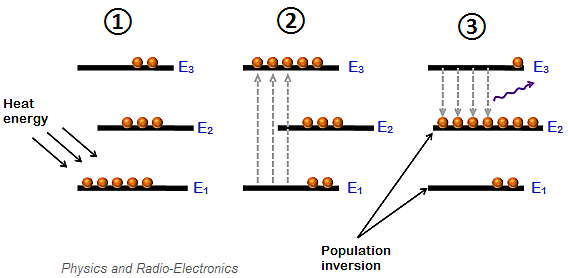 1 2 3
E3 E3 E3
Heat
energy
E2 E2 E2
E1 E1 E1
Population
inversion
Physics and Radio-Electronics